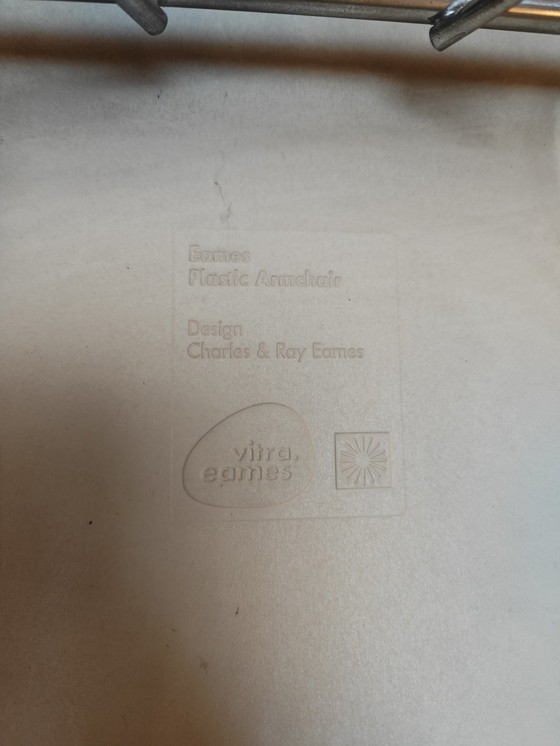 Eames
Plastic Armchair
Design
Charles & Ray Eames
vitra.
eames